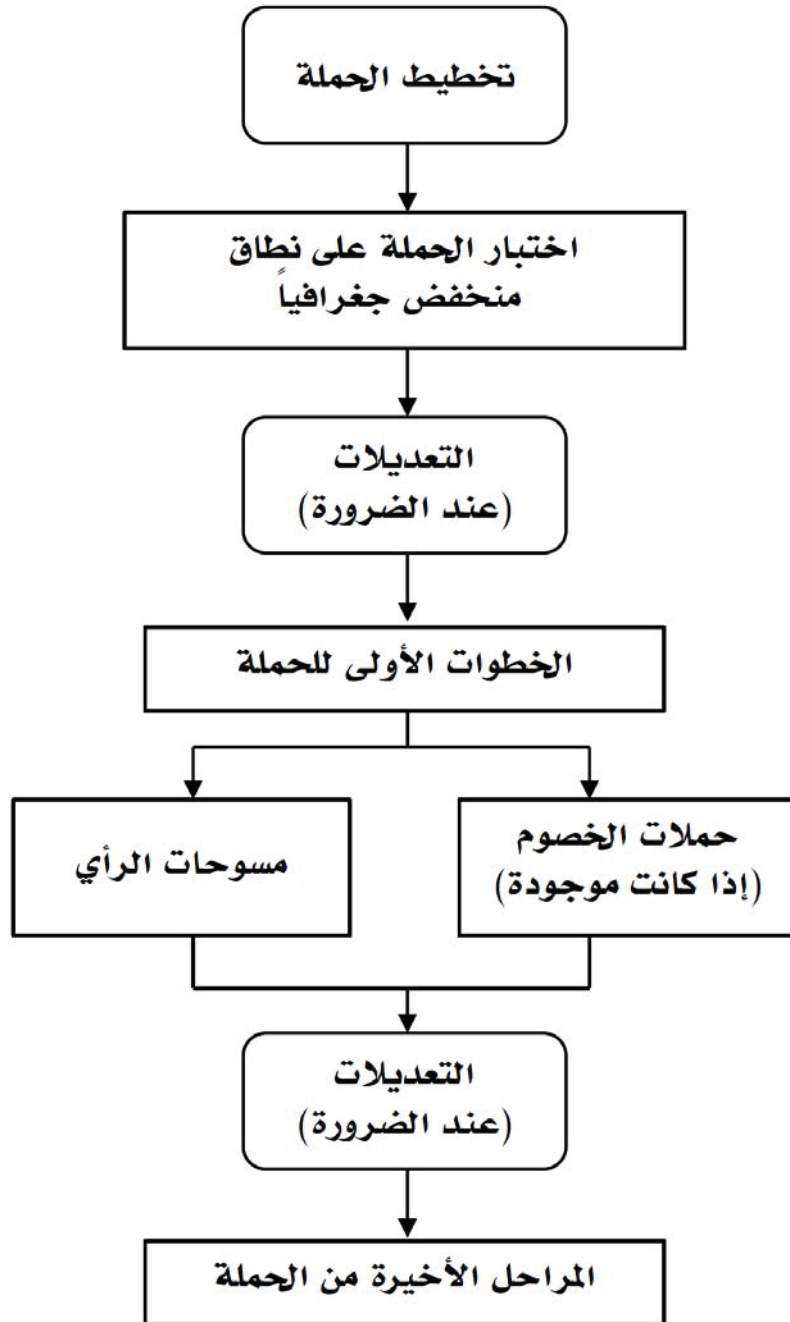 تخطيط الحملة
اختبار الحملة على نطاق
منخفض جغرافياً
التعديلات
(عند الضرورة)
الخطوات الأولى للحملة
حملات الخصوم
(إذا كانت موجودة)
مسوحات الرأي
التعديلات
(عند الضرورة)
المراحل الأخيرة من الحملة